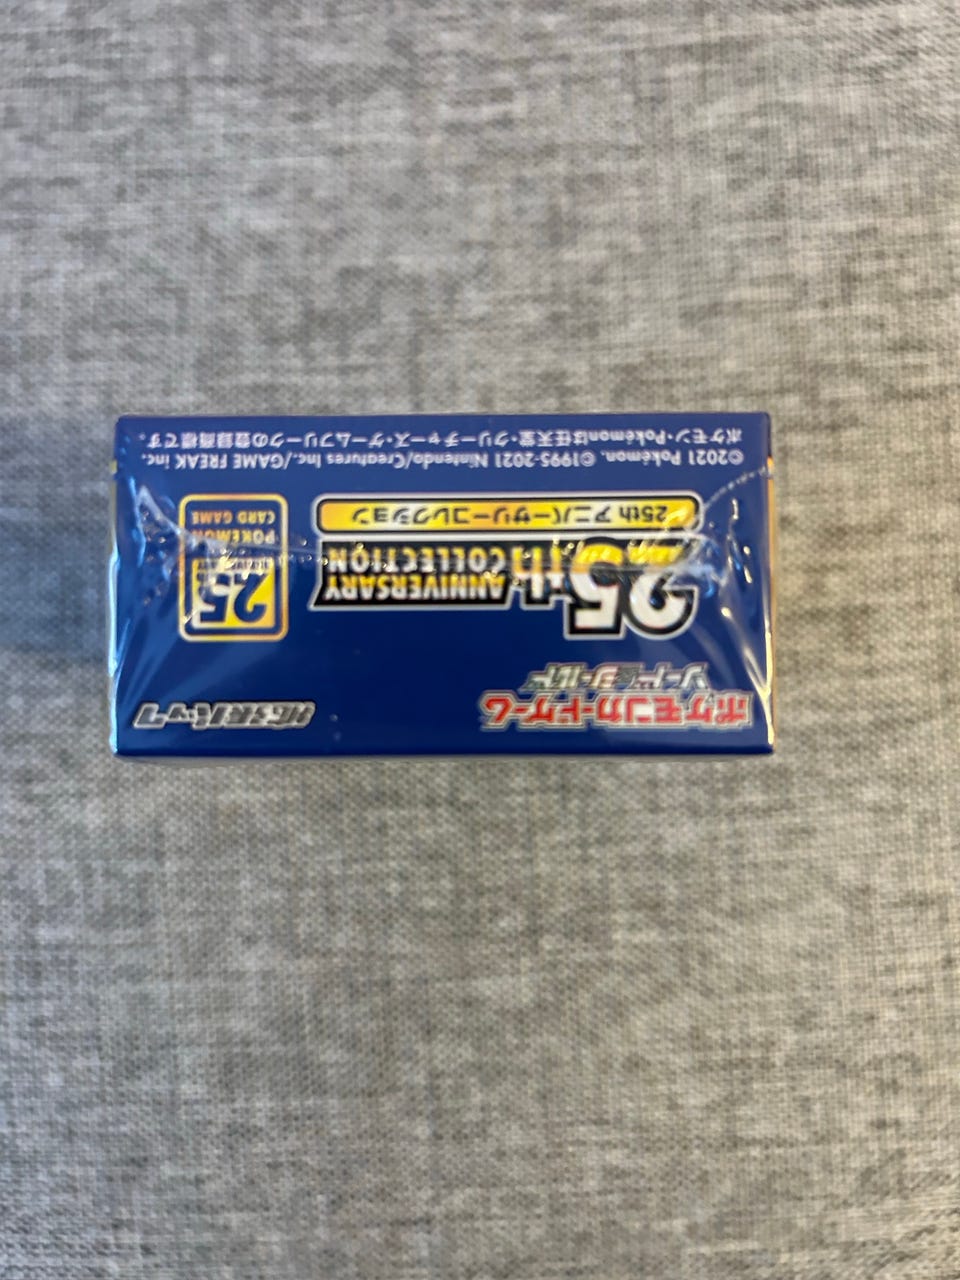 ポケモンカードゲーム
ソード&シールド
拡張パック
25th
ANNIVERSARY
COLLECTION
25th アニバーサリーコレクション
25
POKÉMON
CARD GAME
©2021 Pokémon. ©1995-2021 Nintendo/Creatures Inc./GAME FREAK inc.
ポケモン・Pokémonは任天堂・クリーチャーズ・ゲームフリークの登録商標です。